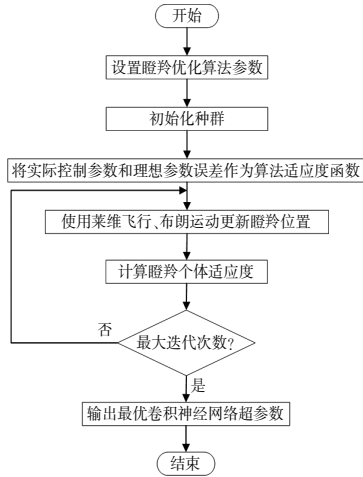 开始
设置瞪羚优化算法参数
初始化种群
将实际控制参数和理想参数误差作为算法适应度函数
使用莱维飞行、布朗运动更新瞪羚位置
计算瞪羚个体适应度
否
最大迭代次数?
是
输出最优卷积神经网络超参数
结束